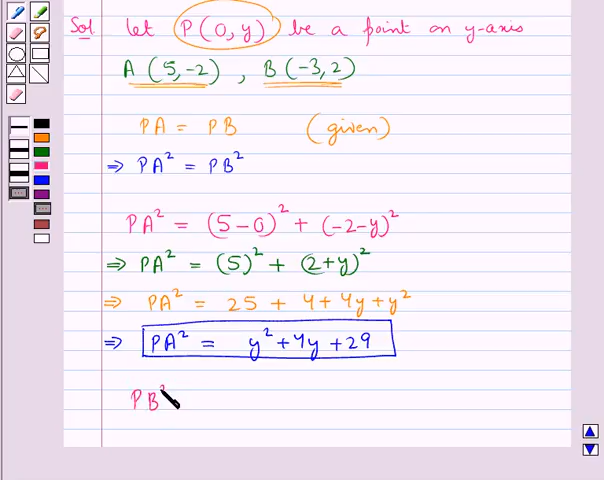 Sol let P(0, y) be a point on y-axis
A (5, -2) , B(-3, 2)
PA = PB (given)
⇒ PA² = PB²
PA² = (5-0)² + (-2-y)²
⇒ PA² = (5)² + (2+y)²
⇒ PA² = 25 + 4 + 4y + y²
⇒ PA² = y² + 4y + 29
PB²